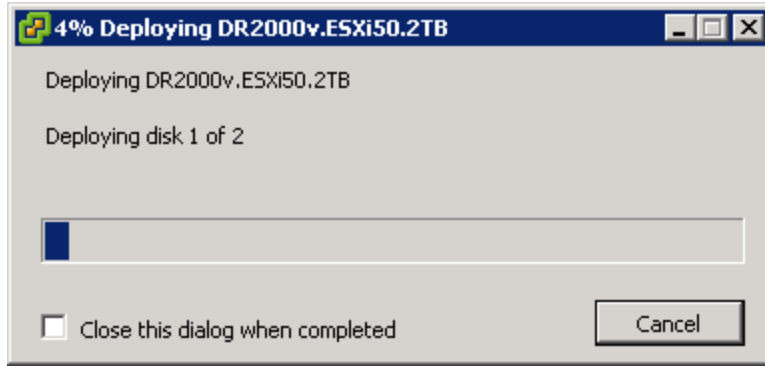 4% Deploying DR2000v.ESXi50.2TB
Deploying DR2000v.ESXi50.2TB
Deploying disk 1 of 2
Close this dialog when completed
Cancel